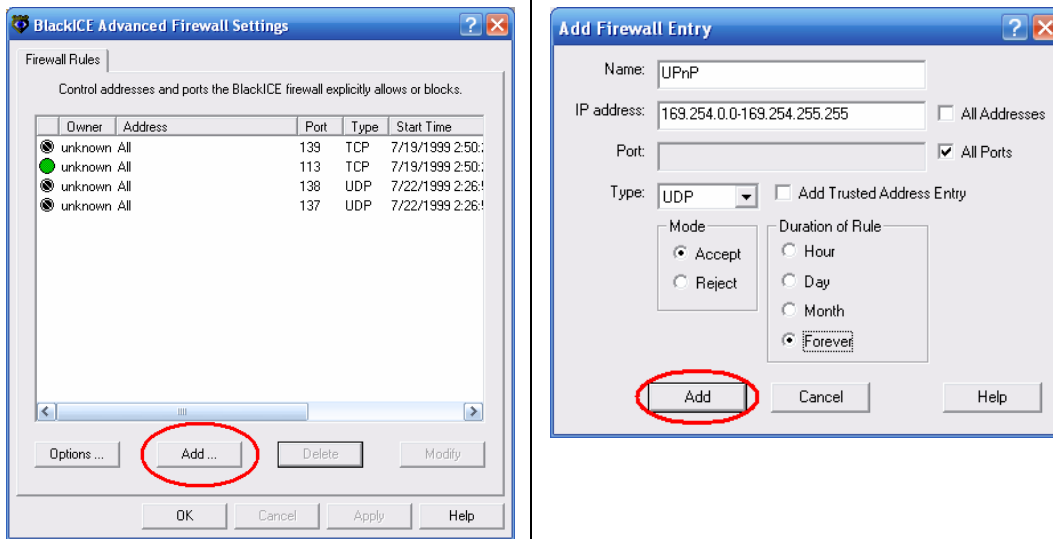 BlackICE Advanced Firewall Settings
Firewall Rules
Control addresses and ports the BlackICE firewall explicitly allows or blocks.
Owner Address Port Type Start Time
unknown All 139 TCP 7/19/1999 2:50:
unknown All 113 TCP 7/19/1999 2:50:
unknown All 138 UDP 7/22/1999 2:26:
unknown All 137 UDP 7/22/1999 2:26:
Options ... Add ... Delete Modify
OK Cancel Apply Help
Add Firewall Entry
Name: UPnP
IP address: 169.254.0.0-169.254.255.255 All Addresses
Port: All Ports
Type: UDP Add Trusted Address Entry
Mode Duration of Rule
Accept Hour
Reject Day
Month
Forever
Add Cancel Help